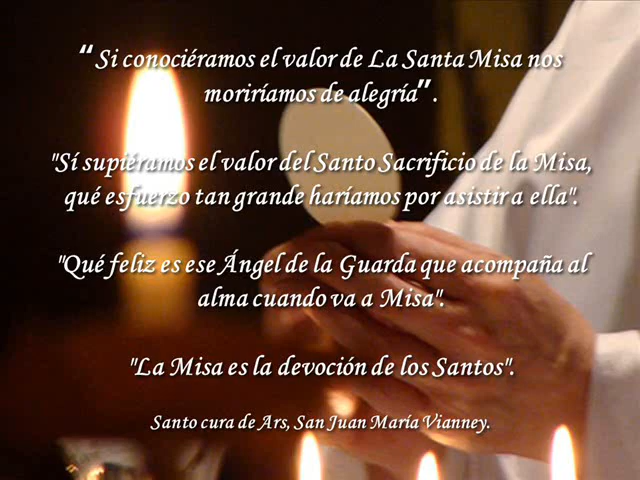 “Si conociéramos el valor de La Santa Misa nos
moriríamos de alegría”.
"Sí supiéramos el valor del Santo Sacrificio de la Misa,
qué esfuerzo tan grande haríamos por asistir a ella".
"Qué feliz es ese Ángel de la Guarda que acompaña al
alma cuando va a Misa".
"La Misa es la devoción de los Santos".
Santo cura de Ars, San Juan María Vianney.